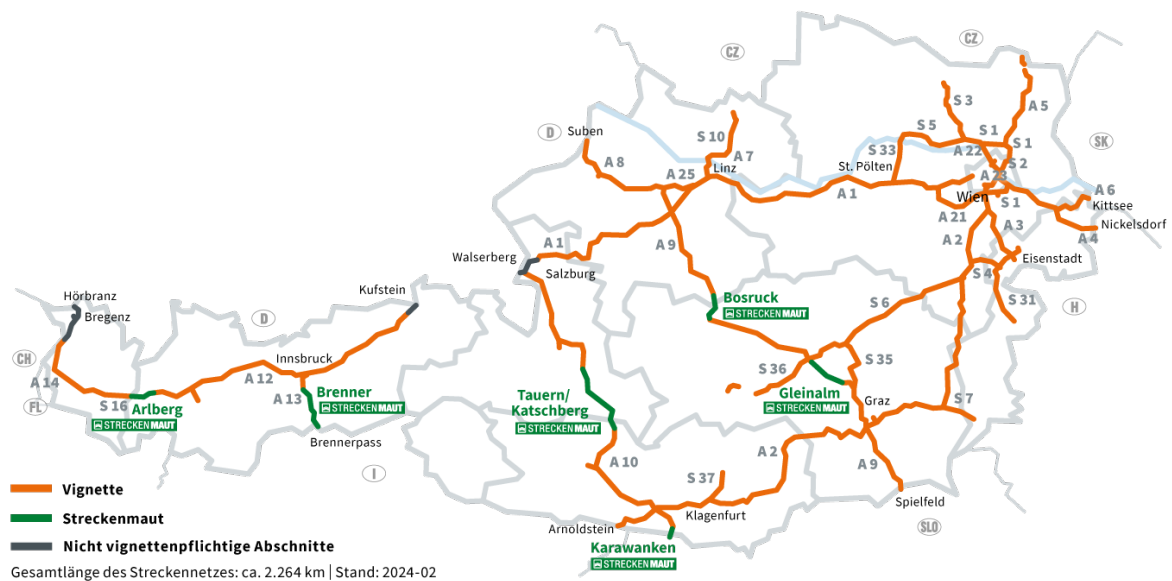 CZ
CZ
S 3
A 5
D
Suben
S 10
S 5
S 1
S 1
SK
A 8
A 7
S 33
A 22
S 2
Linz
St. Pölten
A 25
A 23
A 6
A 1
Wien
S 1
Kittsee
A 21
A 3
Nickelsdorf
A 1
A 9
A 2
A 4
Walserberg
Salzburg
Eisenstadt
S 4
Kufstein
Hörbranz
Bregenz
D
Bosruck
STRECKENMAUT
S 6
S 31
H
Innsbruck
CH
A 14
A 12
S 36
S 35
Brenner
STRECKENMAUT
A 13
Tauern/
Katschberg
STRECKENMAUT
Gleinalm
STRECKENMAUT
FL
S 16
Arlberg
STRECKENMAUT
Graz
S 7
Brennerpass
I
A 10
A 2
A 9
S 37
Spielfeld
Klagenfurt
Arnoldstein
SLO
Karawanken
STRECKENMAUT
Vignette
Streckenmaut
Nicht vignettenpflichtige Abschnitte
Gesamtlänge des Streckennetzes: ca. 2.264 km | Stand: 2024-02